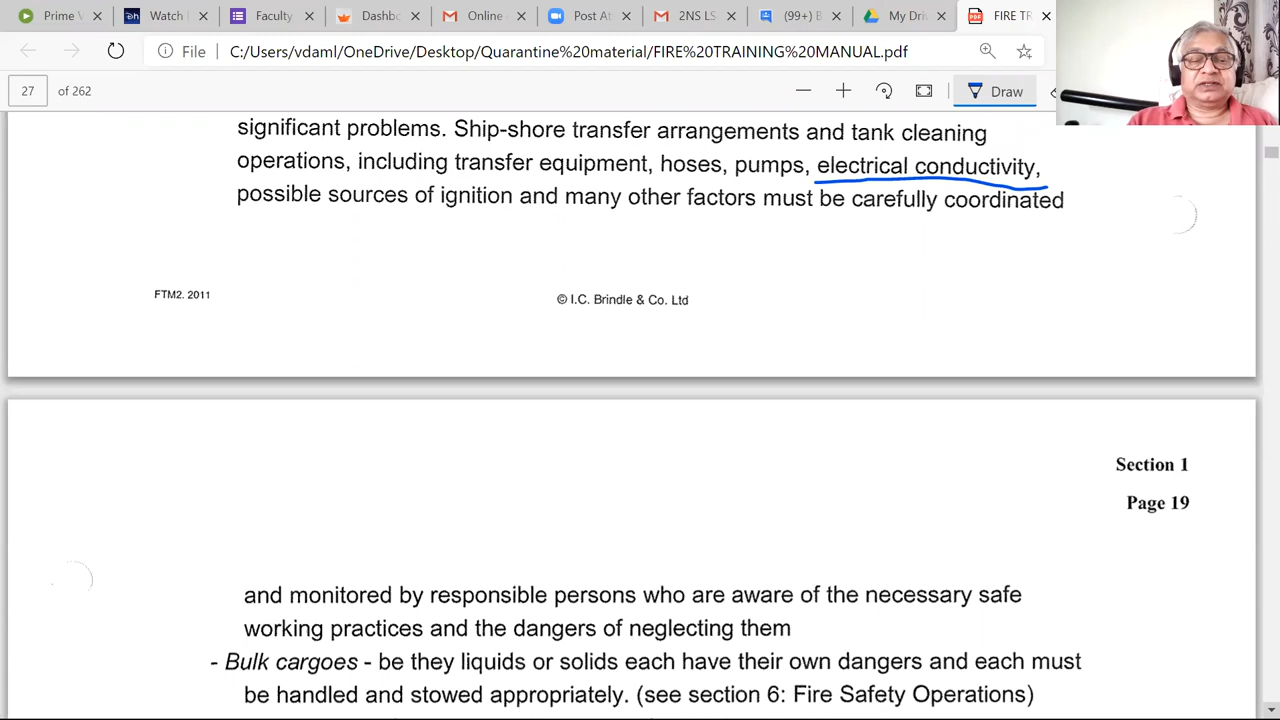 Prime V
Watch I
Faculty
Dashbo
Online
Post At
2NS S
(99+)
My Driv
FIRE TR
File
C:/Users/vdaml/OneDrive/Desktop/Quarantine%20material/FIRE%20TRAINING%20MANUAL.pdf
27 of 262
Draw
significant problems. Ship-shore transfer arrangements and tank cleaning
operations, including transfer equipment, hoses, pumps, electrical conductivity,
possible sources of ignition and many other factors must be carefully coordinated
FTM2. 2011
© I.C. Brindle & Co. Ltd
Section 1
Page 19
and monitored by responsible persons who are aware of the necessary safe
working practices and the dangers of neglecting them
- Bulk cargoes - be they liquids or solids each have their own dangers and each must
be handled and stowed appropriately. (see section 6: Fire Safety Operations)